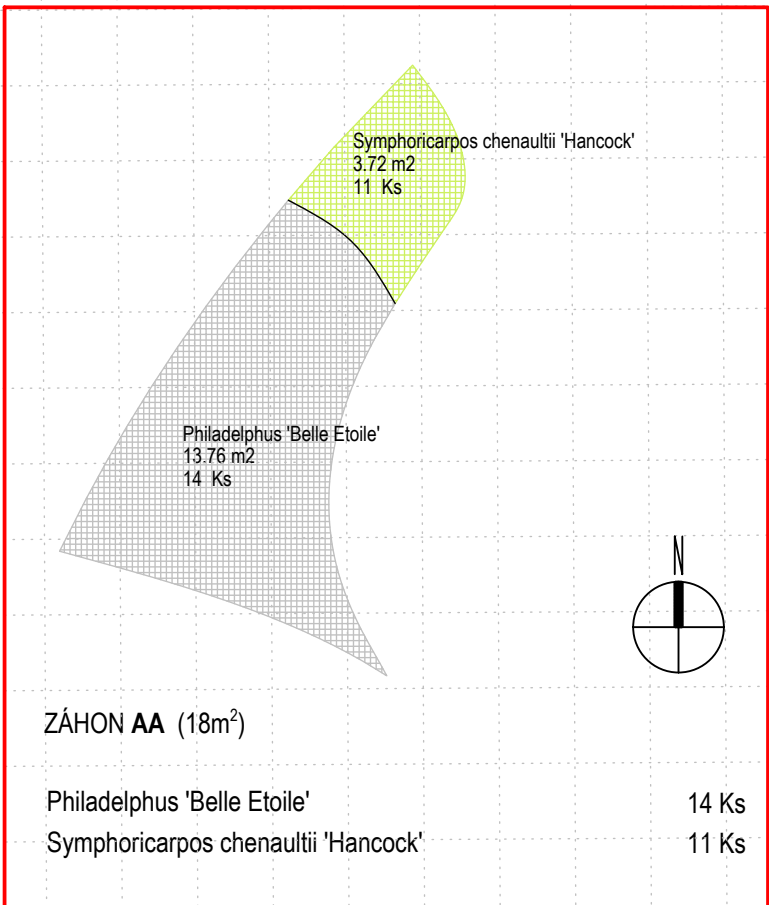 Symphoricarpos chenaultii 'Hancock'
3.72 m2
11 Ks
Philadelphus 'Belle Etoile'
13.76 m2
14 Ks
N
ZÁHON AA (18m²)
Philadelphus 'Belle Etoile' 14 Ks
Symphoricarpos chenaultii 'Hancock' 11 Ks